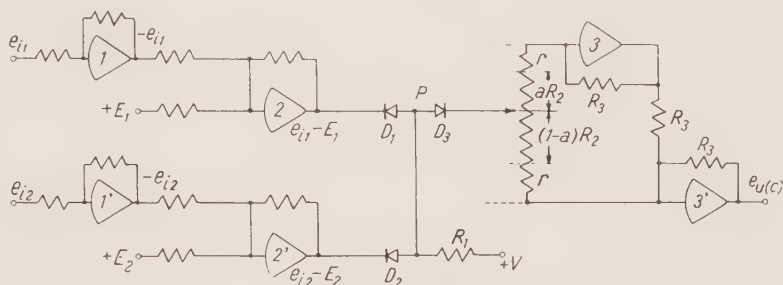 e_{i1}
1
-e_{i1}
+E_1
2
e_{i1}-E_1
D_1
P
D_3
r
aR_2
(1-a)R_2
r
3
R_3
R_3
R_3
3'
e_{u(c)}
e_{i2}
1'
-e_{i2}
+E_2
2'
e_{i2}-E_2
D_2
R_1
+V